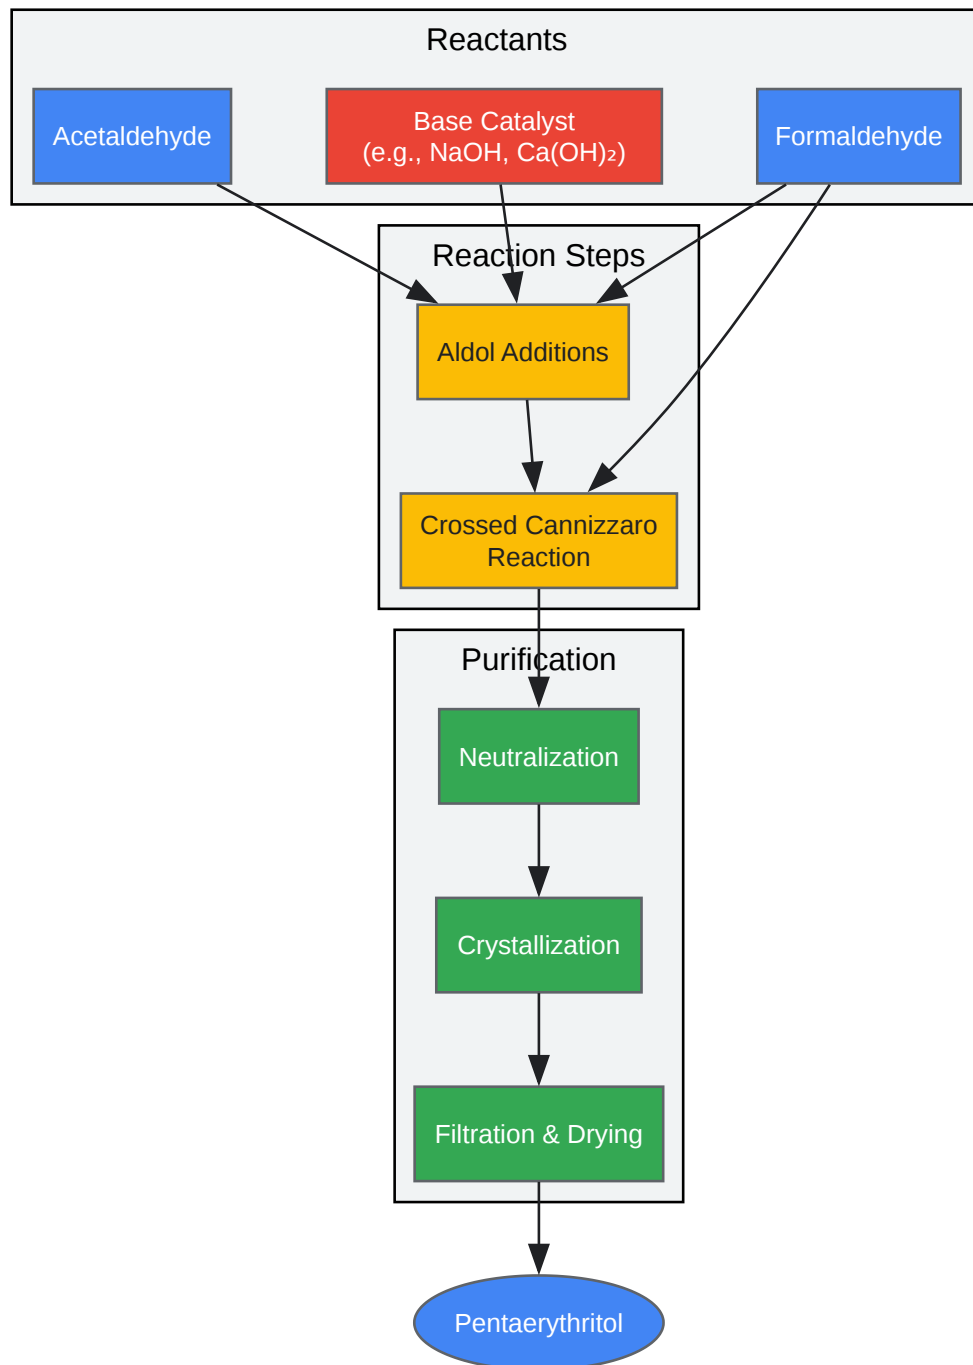 Reactants
Acetaldehyde
Base Catalyst
(e.g., NaOH, Ca(OH)₂)
Formaldehyde
Reaction Steps
Aldol Additions
Crossed Cannizzaro
Reaction
Purification
Neutralization
Crystallization
Filtration & Drying
Pentaerythritol